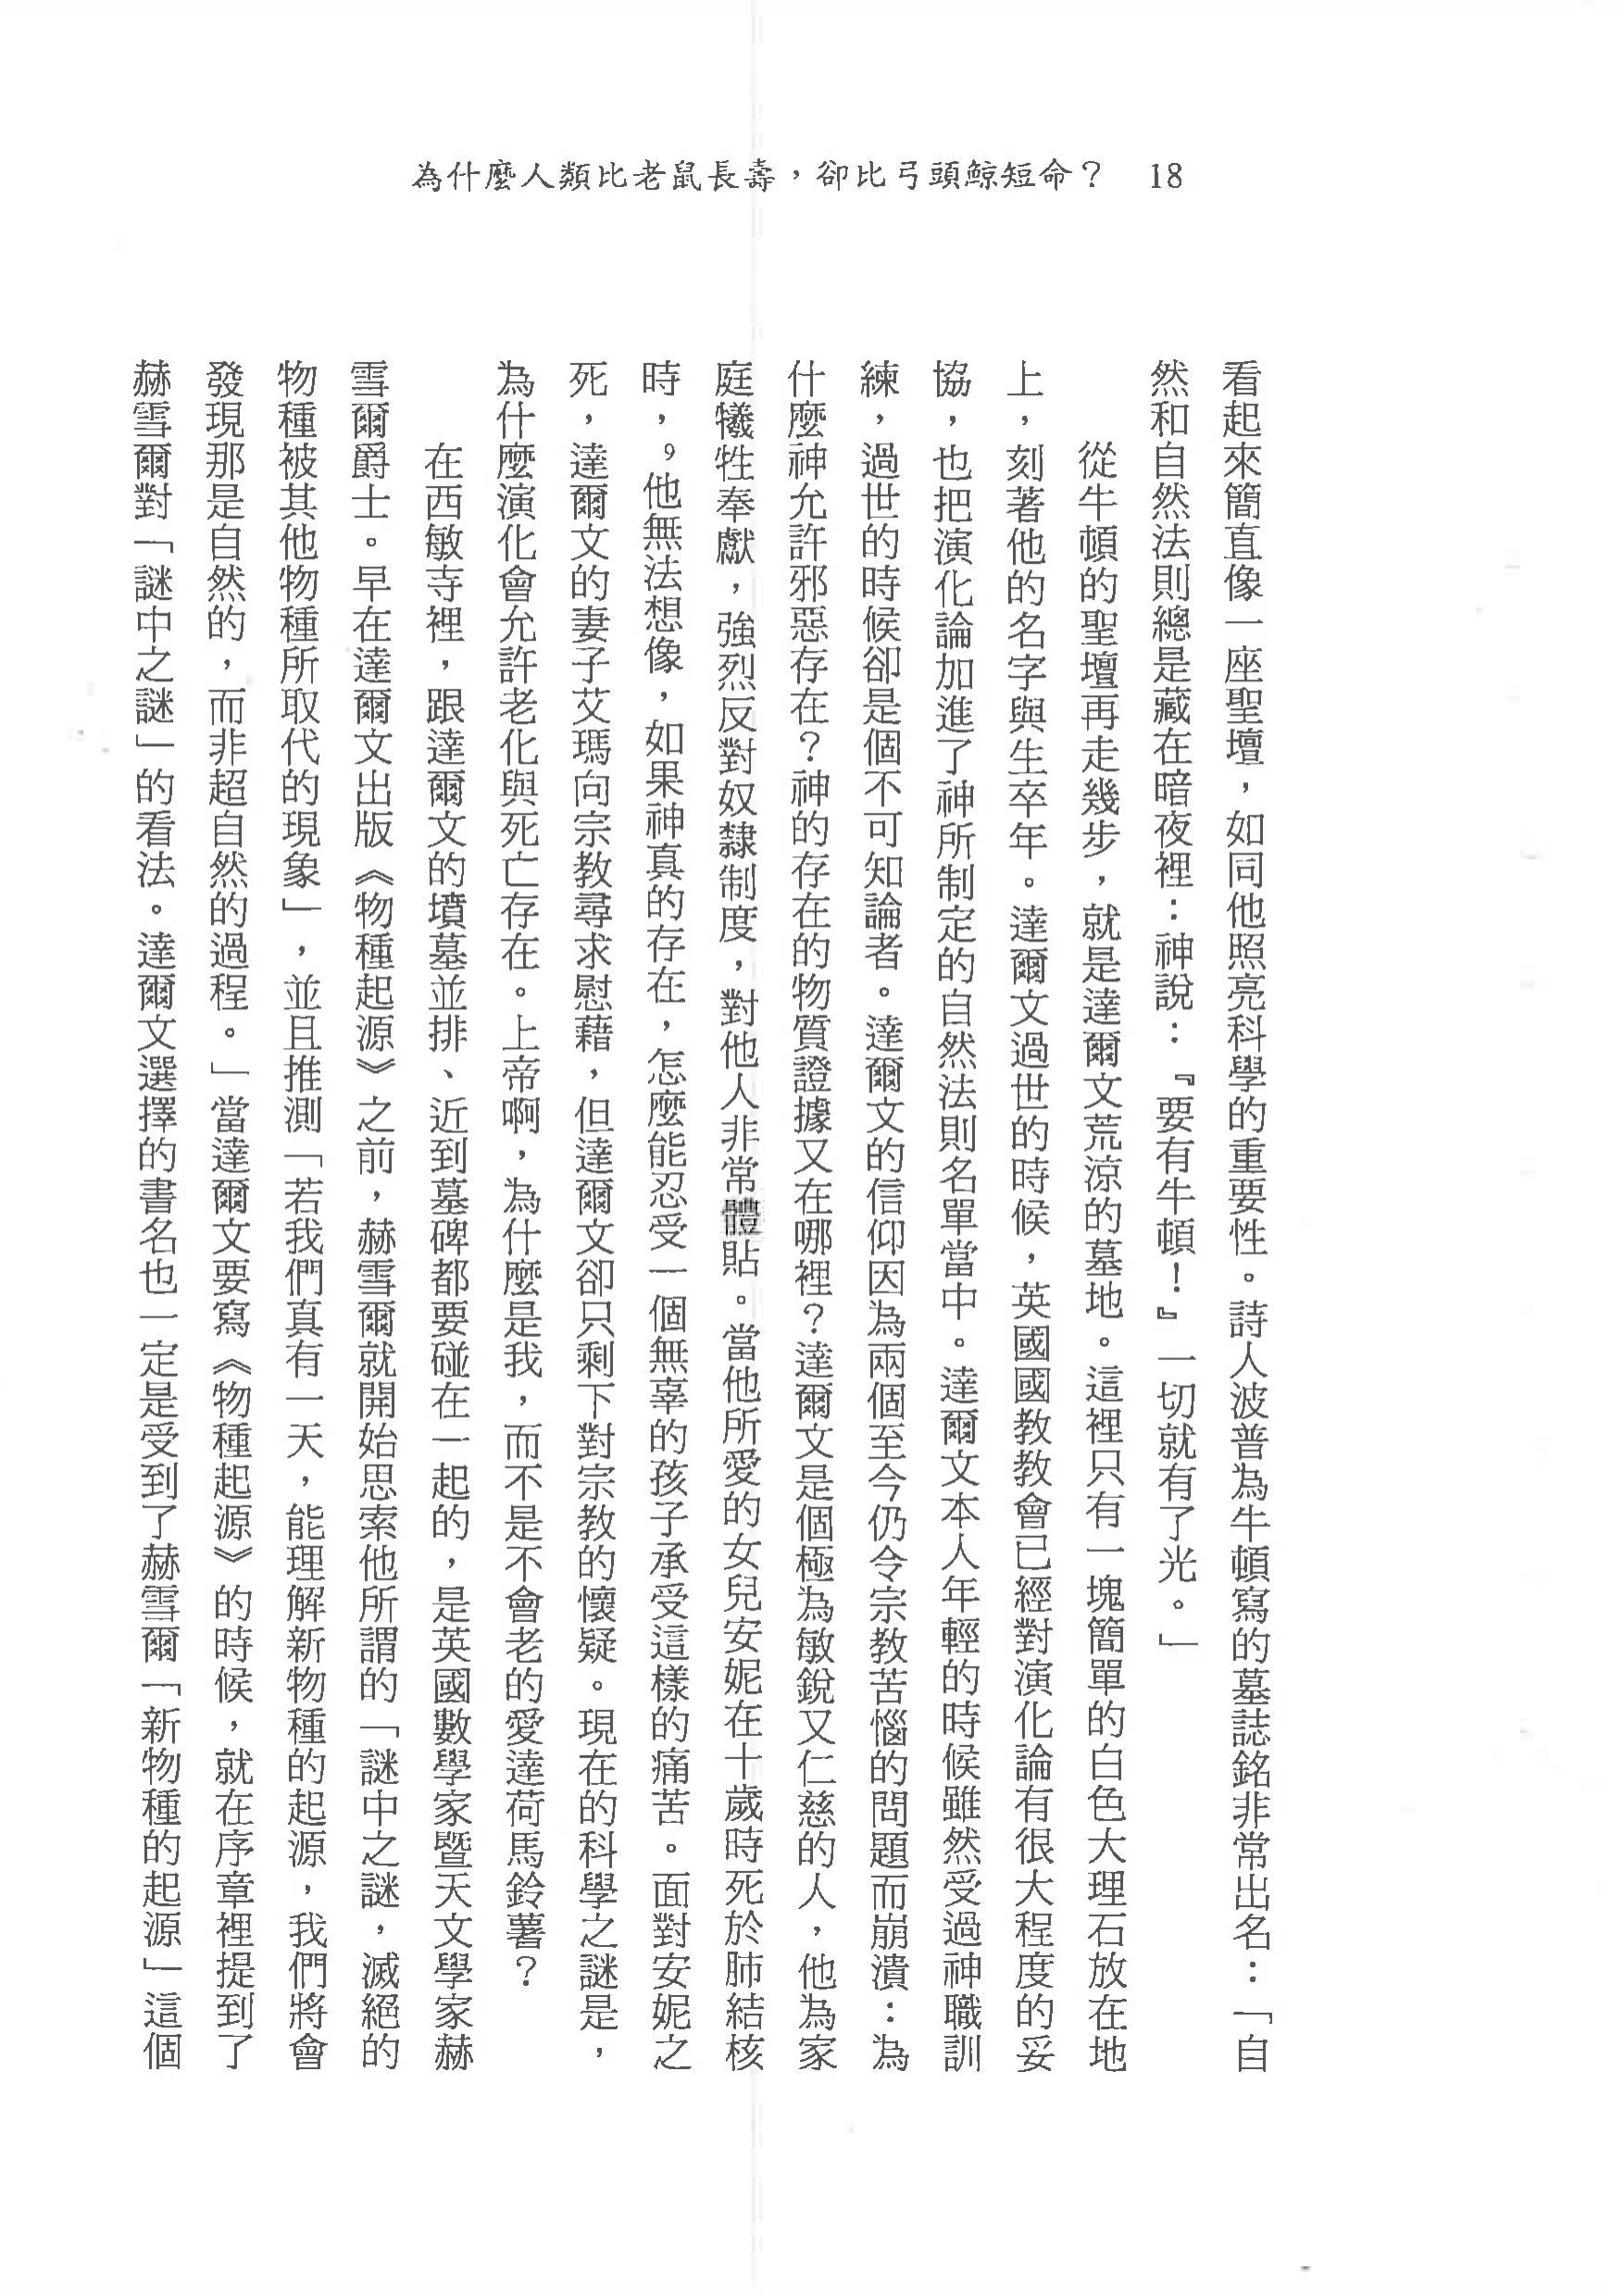 為什麼人類比老鼠長壽，卻比弓頭鯨短命？ 18
看起來簡直像一座聖壇，如同他照亮科學的重要性。詩人波普為牛頓寫的墓誌銘非常出名：「自
然和自然法則總是藏在暗夜裡：神說：『要有牛頓！』一切就有了光。」
從牛頓的聖壇再走幾步，就是達爾文荒涼的墓地。這裡只有一塊簡單的白色大理石放在地
上，刻著他的名字與生卒年。達爾文過世的時候，英國國教教會已經對演化論有很大程度的妥
協，也把演化論加進了神所制定的自然法則名單當中。達爾文本人年輕的時候雖然受過神職訓
練，過世的時候卻是個不可知論者。達爾文的信仰因為兩個至今仍令宗教苦惱的問題而崩潰：為
什麼神允許邪惡存在？神的存在的物質證據又在哪裡？達爾文是個極為敏銳又仁慈的人，他為家
庭犧牲奉獻，強烈反對奴隸制度，對他人非常體貼。當他所愛的女兒安妮在十歲時死於肺結核
時，9他無法想像，如果神真的存在，怎麼能忍受一個無辜的孩子承受這樣的痛苦。面對安妮之
死，達爾文的妻子艾瑪向宗教尋求慰藉，但達爾文卻只剩下對宗教的懷疑。現在的科學之謎是，
為什麼演化會允許老化與死亡存在。上帝啊，為什麼是我，而不是不會老的愛達荷馬鈴薯？
在西敏寺裡，跟達爾文的墳墓並排、近到墓碑都要碰在一起的，是英國數學家暨天文學家赫
雪爾爵士。早在達爾文出版《物種起源》之前，赫雪爾就開始思索他所謂的「謎中之謎，滅絕的
物種被其他物種所取代的現象」，並且推測「若我們真有一天，能理解新物種的起源，我們將會
發現那是自然的，而非超自然的過程。」當達爾文要寫《物種起源》的時候，就在序章裡提到了
赫雪爾對「謎中之謎」的看法。達爾文選擇的書名也一定是受到了赫雪爾「新物種的起源」這個